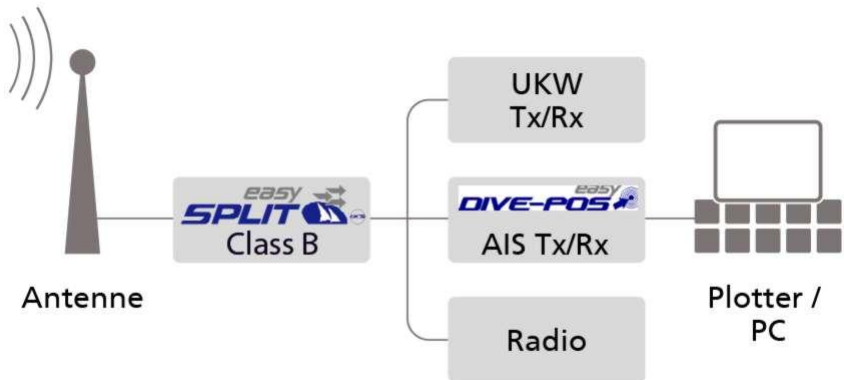 UKW
Tx/Rx
easy
SPLIT
Class B
easy
DIVE-POS
AIS Tx/Rx
Antenne
Plotter /
PC
Radio